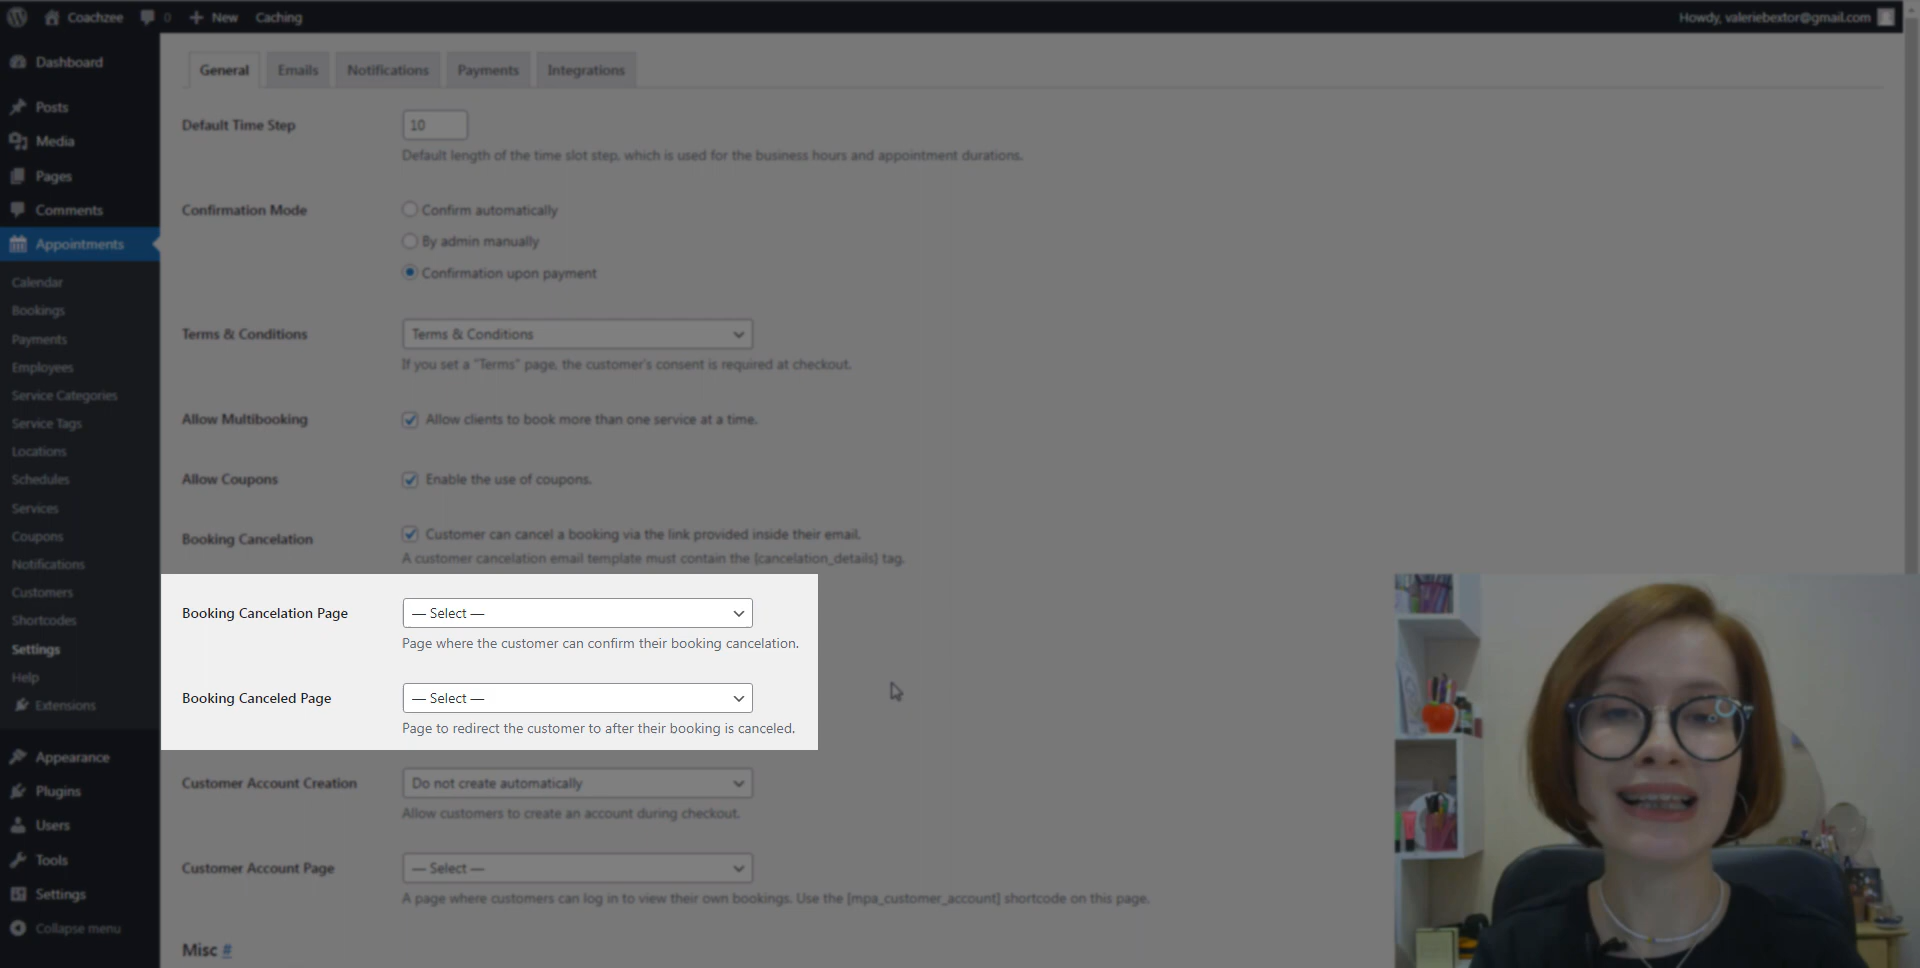 Coachzee 0 New Caching Howdy, valeriebextor@gmail.com
Dashboard
Posts
Media
Pages
Comments
Appointments
Calendar
Bookings
Payments
Employees
Service Categories
Service Tags
Locations
Schedules
Services
Coupons
Notifications
Customers
Shortcodes
Settings
Help
Extensions
Appearance
Plugins
Users
Tools
Settings
Collapse menu
General Emails Notifications Payments Integrations
Default Time Step 10
Default length of the time slot step, which is used for the business hours and appointment durations.
Confirmation Mode Confirm automatically
By admin manually
Confirmation upon payment
Terms & Conditions Terms & Conditions
If you set a "Terms" page, the customer's consent is required at checkout.
Allow Multibooking Allow clients to book more than one service at a time.
Allow Coupons Enable the use of coupons.
Booking Cancelation Customer can cancel a booking via the link provided inside their email.
A customer cancelation email template must contain the {cancelation_details} tag.
Booking Cancelation Page — Select —
Page where the customer can confirm their booking cancelation.
Booking Canceled Page — Select —
Page to redirect the customer to after their booking is canceled.
Customer Account Creation Do not create automatically
Allow customers to create an account during checkout.
Customer Account Page — Select —
A page where customers can log in to view their own bookings. Use the [mpa_customer_account] shortcode on this page.
Misc #